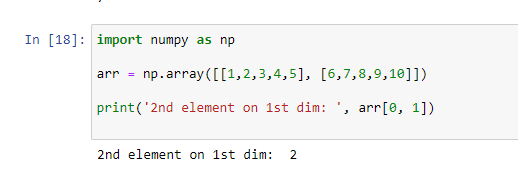 In [18]: import numpy as np
arr = np.array([[1,2,3,4,5], [6,7,8,9,10]])
print('2nd element on 1st dim: ', arr[0, 1])
2nd element on 1st dim:  2